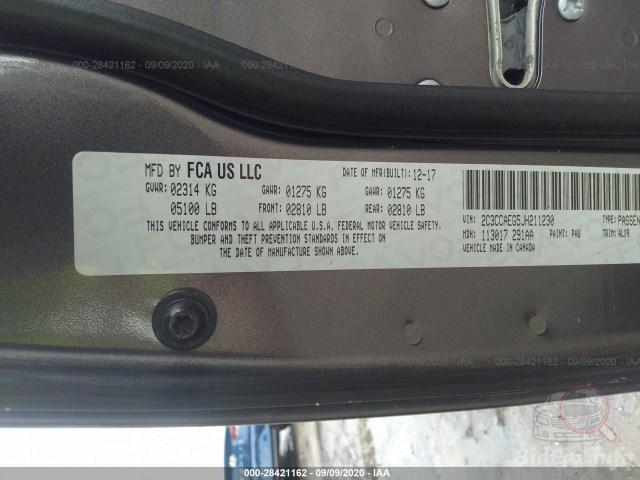 000-28421162 - 09/09/2020 - IAA
MFD BY FCA US LLC
DATE OF MFR(BUILT): 12-17
GVWR: 02314 KG
GAWR: 01275 KG
GAWR: 01275 KG
05100 LB
FRONT: 02810 LB
REAR: 02810 LB
THIS VEHICLE CONFORMS TO ALL APPLICABLE U.S.A. FEDERAL MOTOR VEHICLE SAFETY,
BUMPER AND THEFT PREVENTION STANDARDS IN EFFECT ON
THE DATE OF MANUFACTURE SHOWN ABOVE.
VIN: 2C3CCAEG5JH211230
TYPE: PASSEN
MDH: 113017 291AA
PAINT: PAU
TRIM: ALX9
VEHICLE MADE IN CANADA
000-28421162 - 09/09/2020 - IAA
000-28421162 - 09/09/2020 - IAA